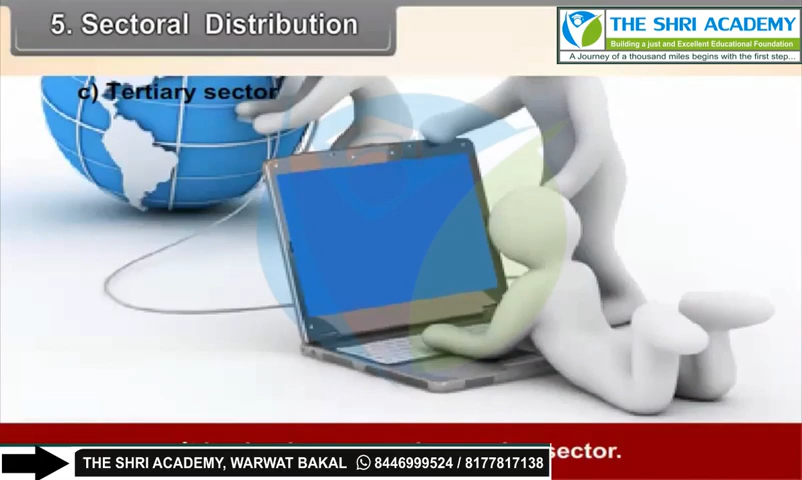 5. Sectoral Distribution
THE SHRI ACADEMY
Building a just and Excellent Educational Foundation
A Journey of a thousand miles begins with the first step...
c) Tertiary sector
sector.
THE SHRI ACADEMY, WARWAT BAKAL 8446999524 / 8177817138